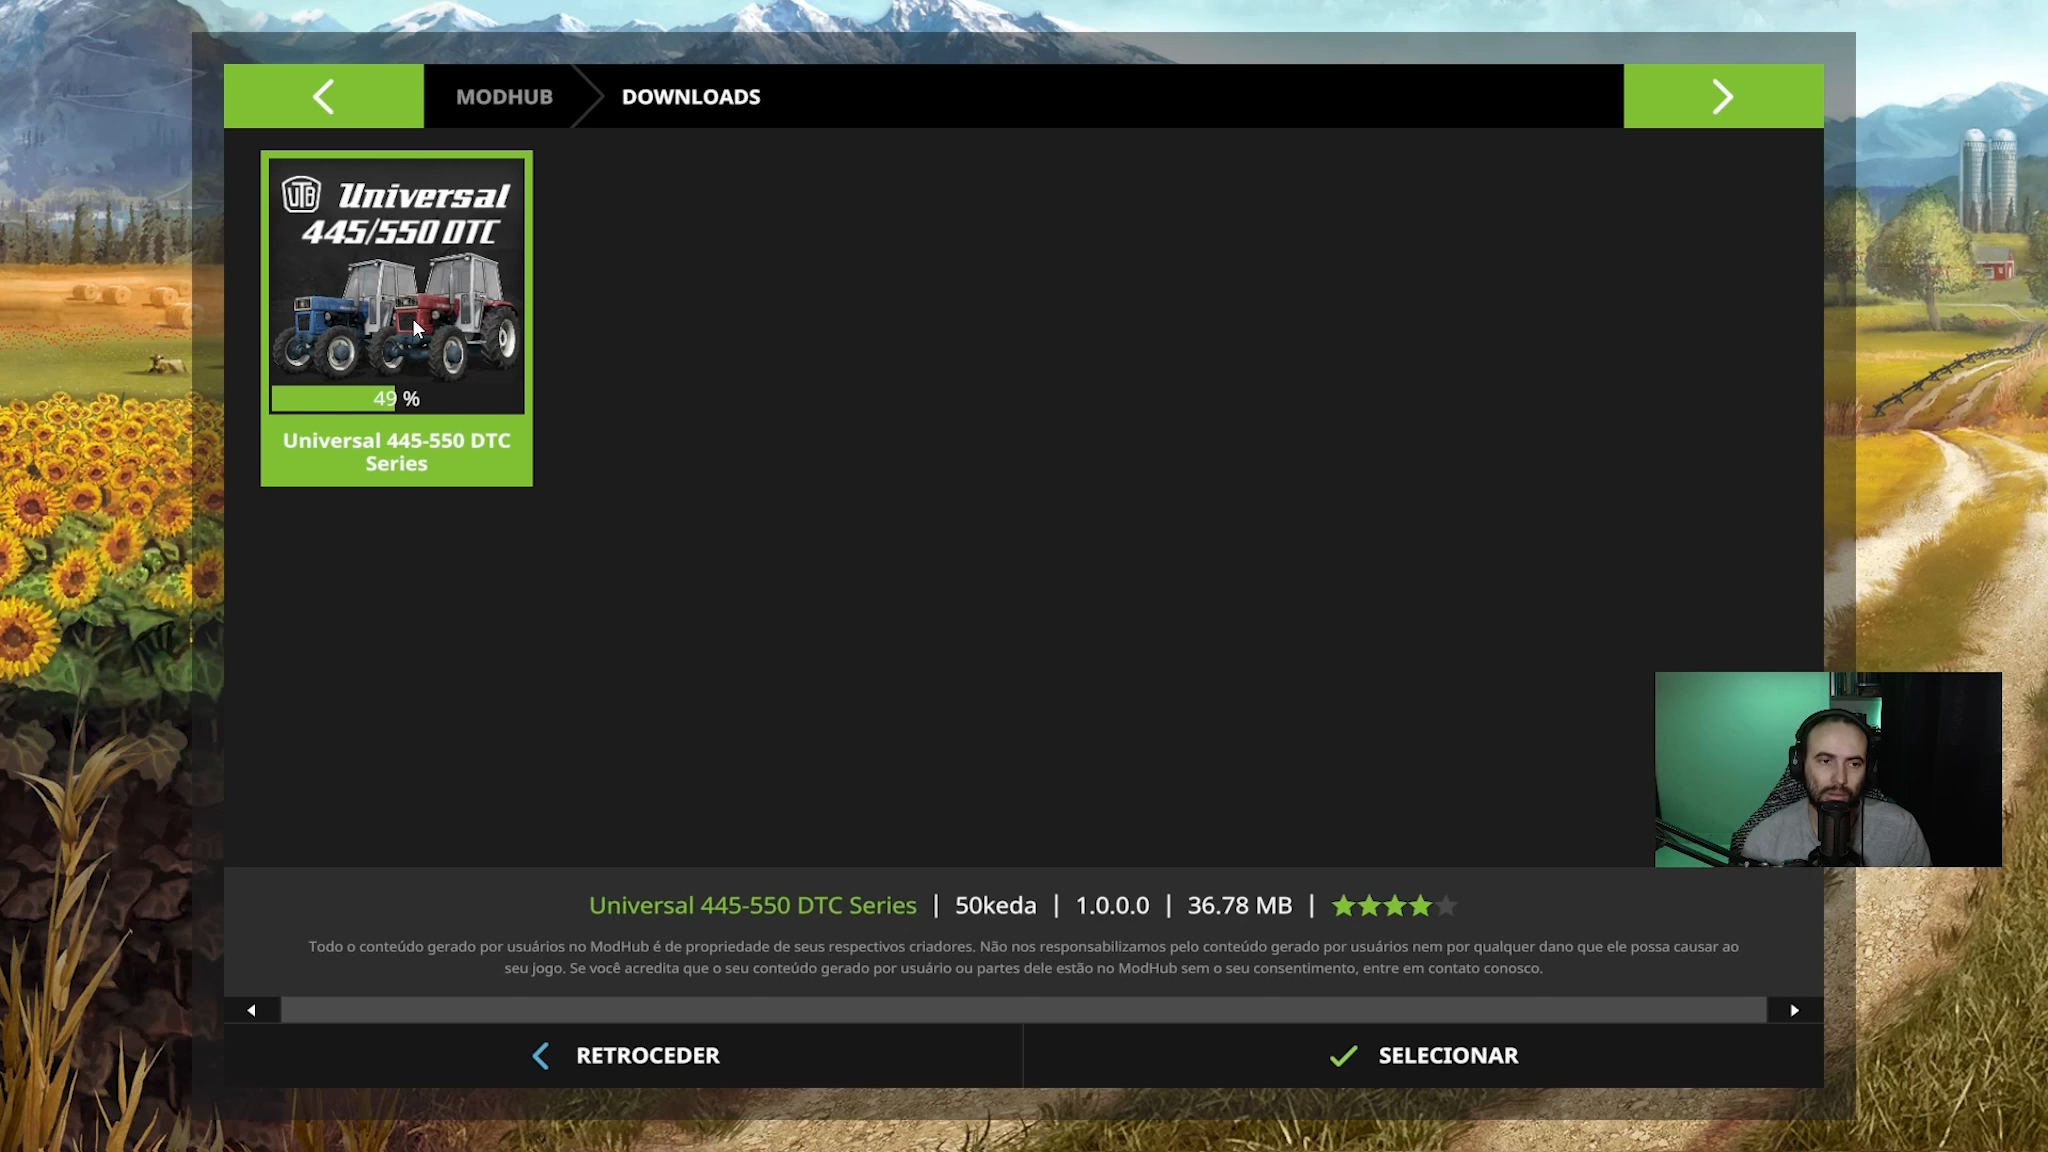 MODHUB
DOWNLOADS
UTB Universal
445/550 DTC
49 %
Universal 445-550 DTC
Series
Universal 445-550 DTC Series | 50keda | 1.0.0.0 | 36.78 MB |
Todo o conteúdo gerado por usuários no ModHub é de propriedade de seus respectivos criadores. Não nos responsabilizamos pelo conteúdo gerado por usuários nem por qualquer dano que ele possa causar ao
seu jogo. Se você acredita que o seu conteúdo gerado por usuário ou partes dele estão no ModHub sem o seu consentimento, entre em contato conosco.
RETROCEDER
SELECIONAR